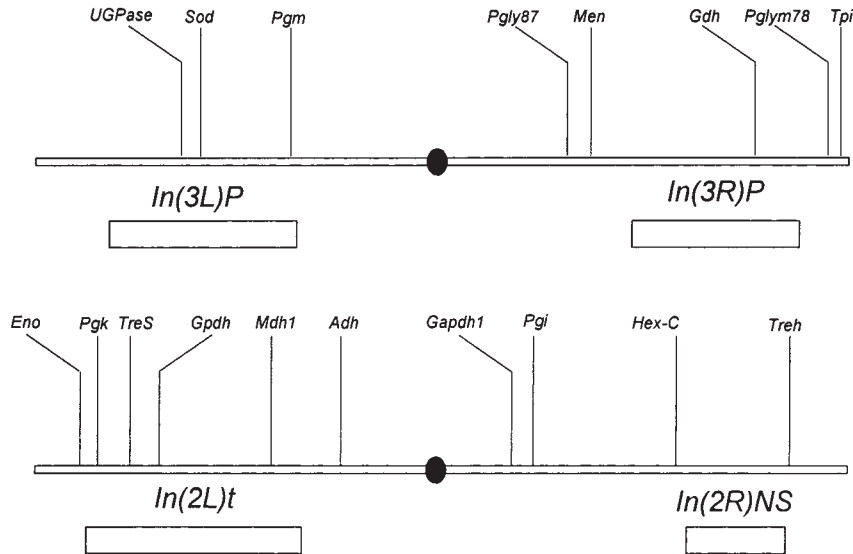 UGPase Sod Pgm Pgly87 Men Gdh Pglym78 Tpi
In(3L)P In(3R)P
Eno Pgk TreS Gpdh Mdh1 Adh Gapdh1 Pgi Hex-C Treh
In(2L)t In(2R)NS